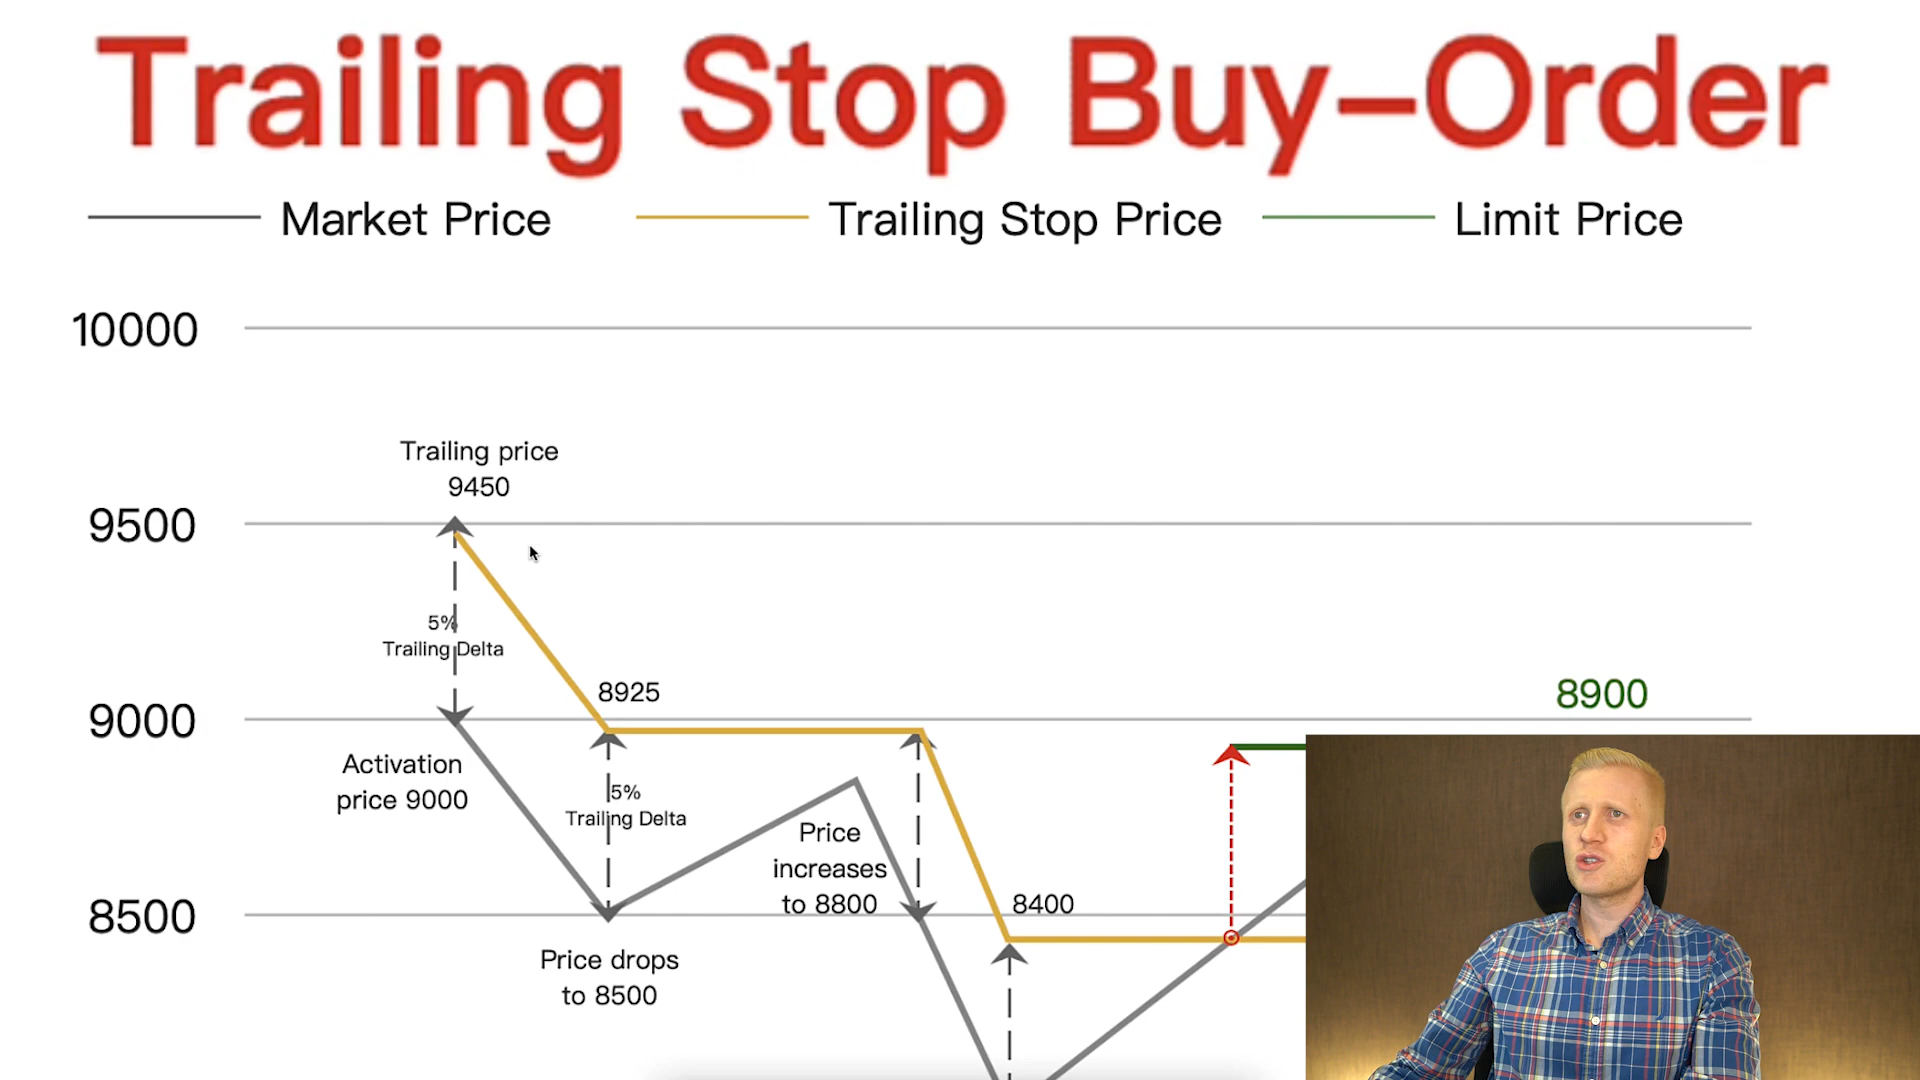 Trailing Stop Buy-Order
Market Price
Trailing Stop Price
Limit Price
10000
Trailing price
9450
9500
5%
Trailing Delta
8925
8900
9000
Activation
price 9000
5%
Trailing Delta
Price
increases
to 8800
8400
8500
Price drops
to 8500